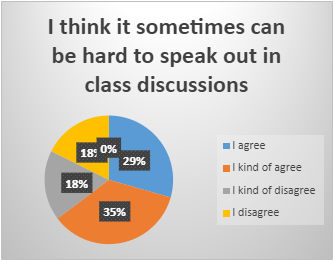 I think it sometimes can
be hard to speak out in
class discussions
18%
0%
29%
I agree
I kind of agree
18%
I kind of disagree
35%
I disagree